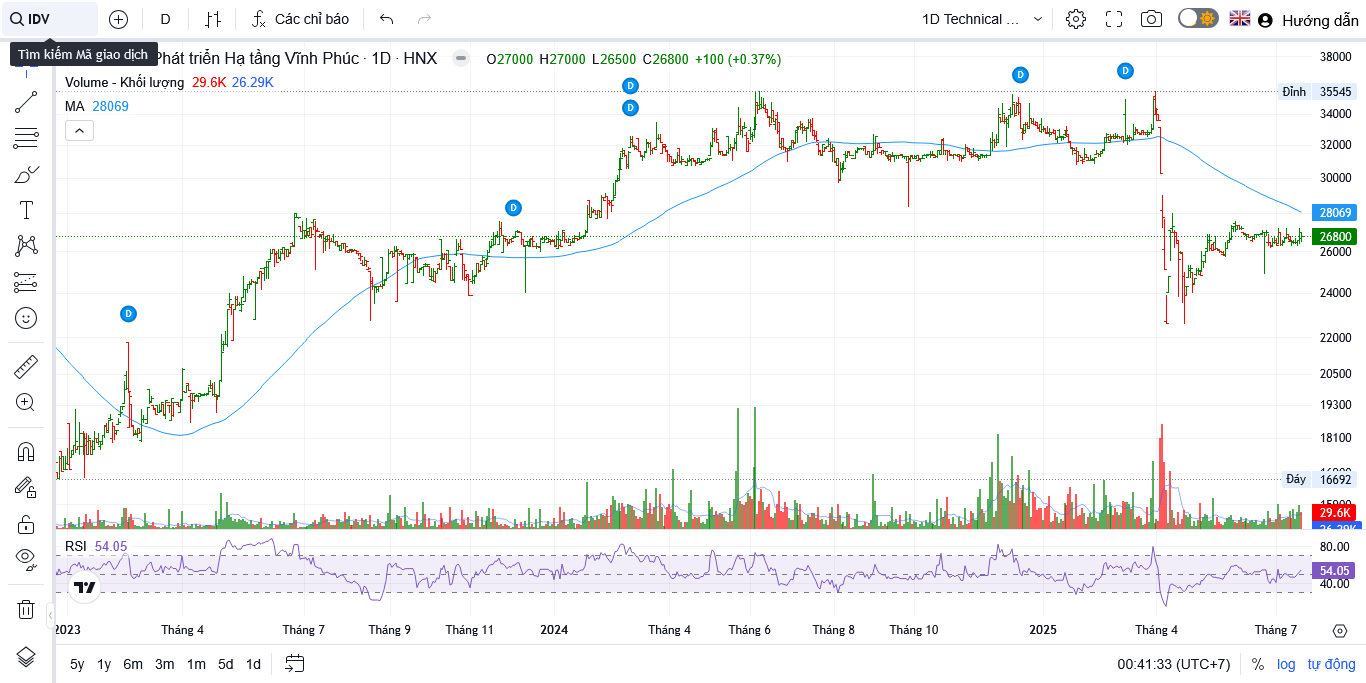 IDV
D
Các chỉ báo
1D Technical ...
Hướng dẫn
Tìm kiếm Mã giao dịch
Phát triển Hạ tầng Vĩnh Phúc · 1D · HNX
O27000 H27000 L26500 C26800 +100 (+0.37%)
Volume - Khối lượng 29.6K 26.29K
MA 28069
D
D
D
D
D
D
38000
Đỉnh 35545
34000
32000
30000
28069
26800
26000
24000
22000
20500
19300
18100
Đáy 16692
15000
29.6K
26.29K
RSI 54.05
80.00
54.05
40.00
2023
Tháng 4
Tháng 7
Tháng 9
Tháng 11
2024
Tháng 4
Tháng 6
Tháng 8
Tháng 10
2025
Tháng 4
Tháng 7
5y 1y 6m 3m 1m 5d 1d
00:41:33 (UTC+7)
%
log
tự động